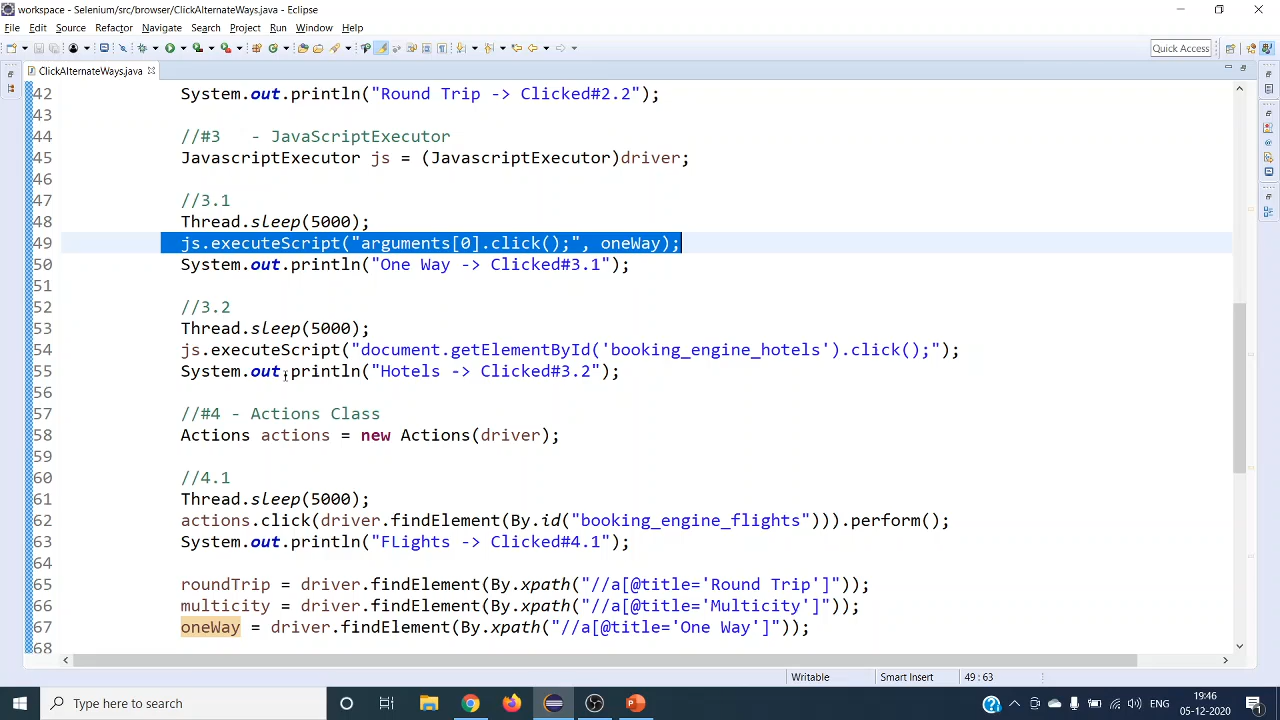 workspace - Selenium/src/browser/ClickAlternateWays.java - Eclipse
File Edit Source Refactor Navigate Search Project Run Window Help
Quick Access
ClickAlternateWays.java
42 System.out.println("Round Trip -> Clicked#2.2");
43
44 //#3 - JavaScriptExecutor
45 JavascriptExecutor js = (JavascriptExecutor)driver;
46
47 //3.1
48 Thread.sleep(5000);
49 js.executeScript("arguments[0].click();", oneWay);
50 System.out.println("One Way -> Clicked#3.1");
51
52 //3.2
53 Thread.sleep(5000);
54 js.executeScript("document.getElementById('booking_engine_hotels').click();");
55 System.out.println("Hotels -> Clicked#3.2");
56
57 //#4 - Actions Class
58 Actions actions = new Actions(driver);
59
60 //4.1
61 Thread.sleep(5000);
62 actions.click(driver.findElement(By.id("booking_engine_flights"))).perform();
63 System.out.println("FLights -> Clicked#4.1");
64
65 roundTrip = driver.findElement(By.xpath("//a[@title='Round Trip']"));
66 multicity = driver.findElement(By.xpath("//a[@title='Multicity']"));
67 oneWay = driver.findElement(By.xpath("//a[@title='One Way']"));
68
Writable Smart Insert 49 : 63
Type here to search
ENG
19:46
05-12-2020